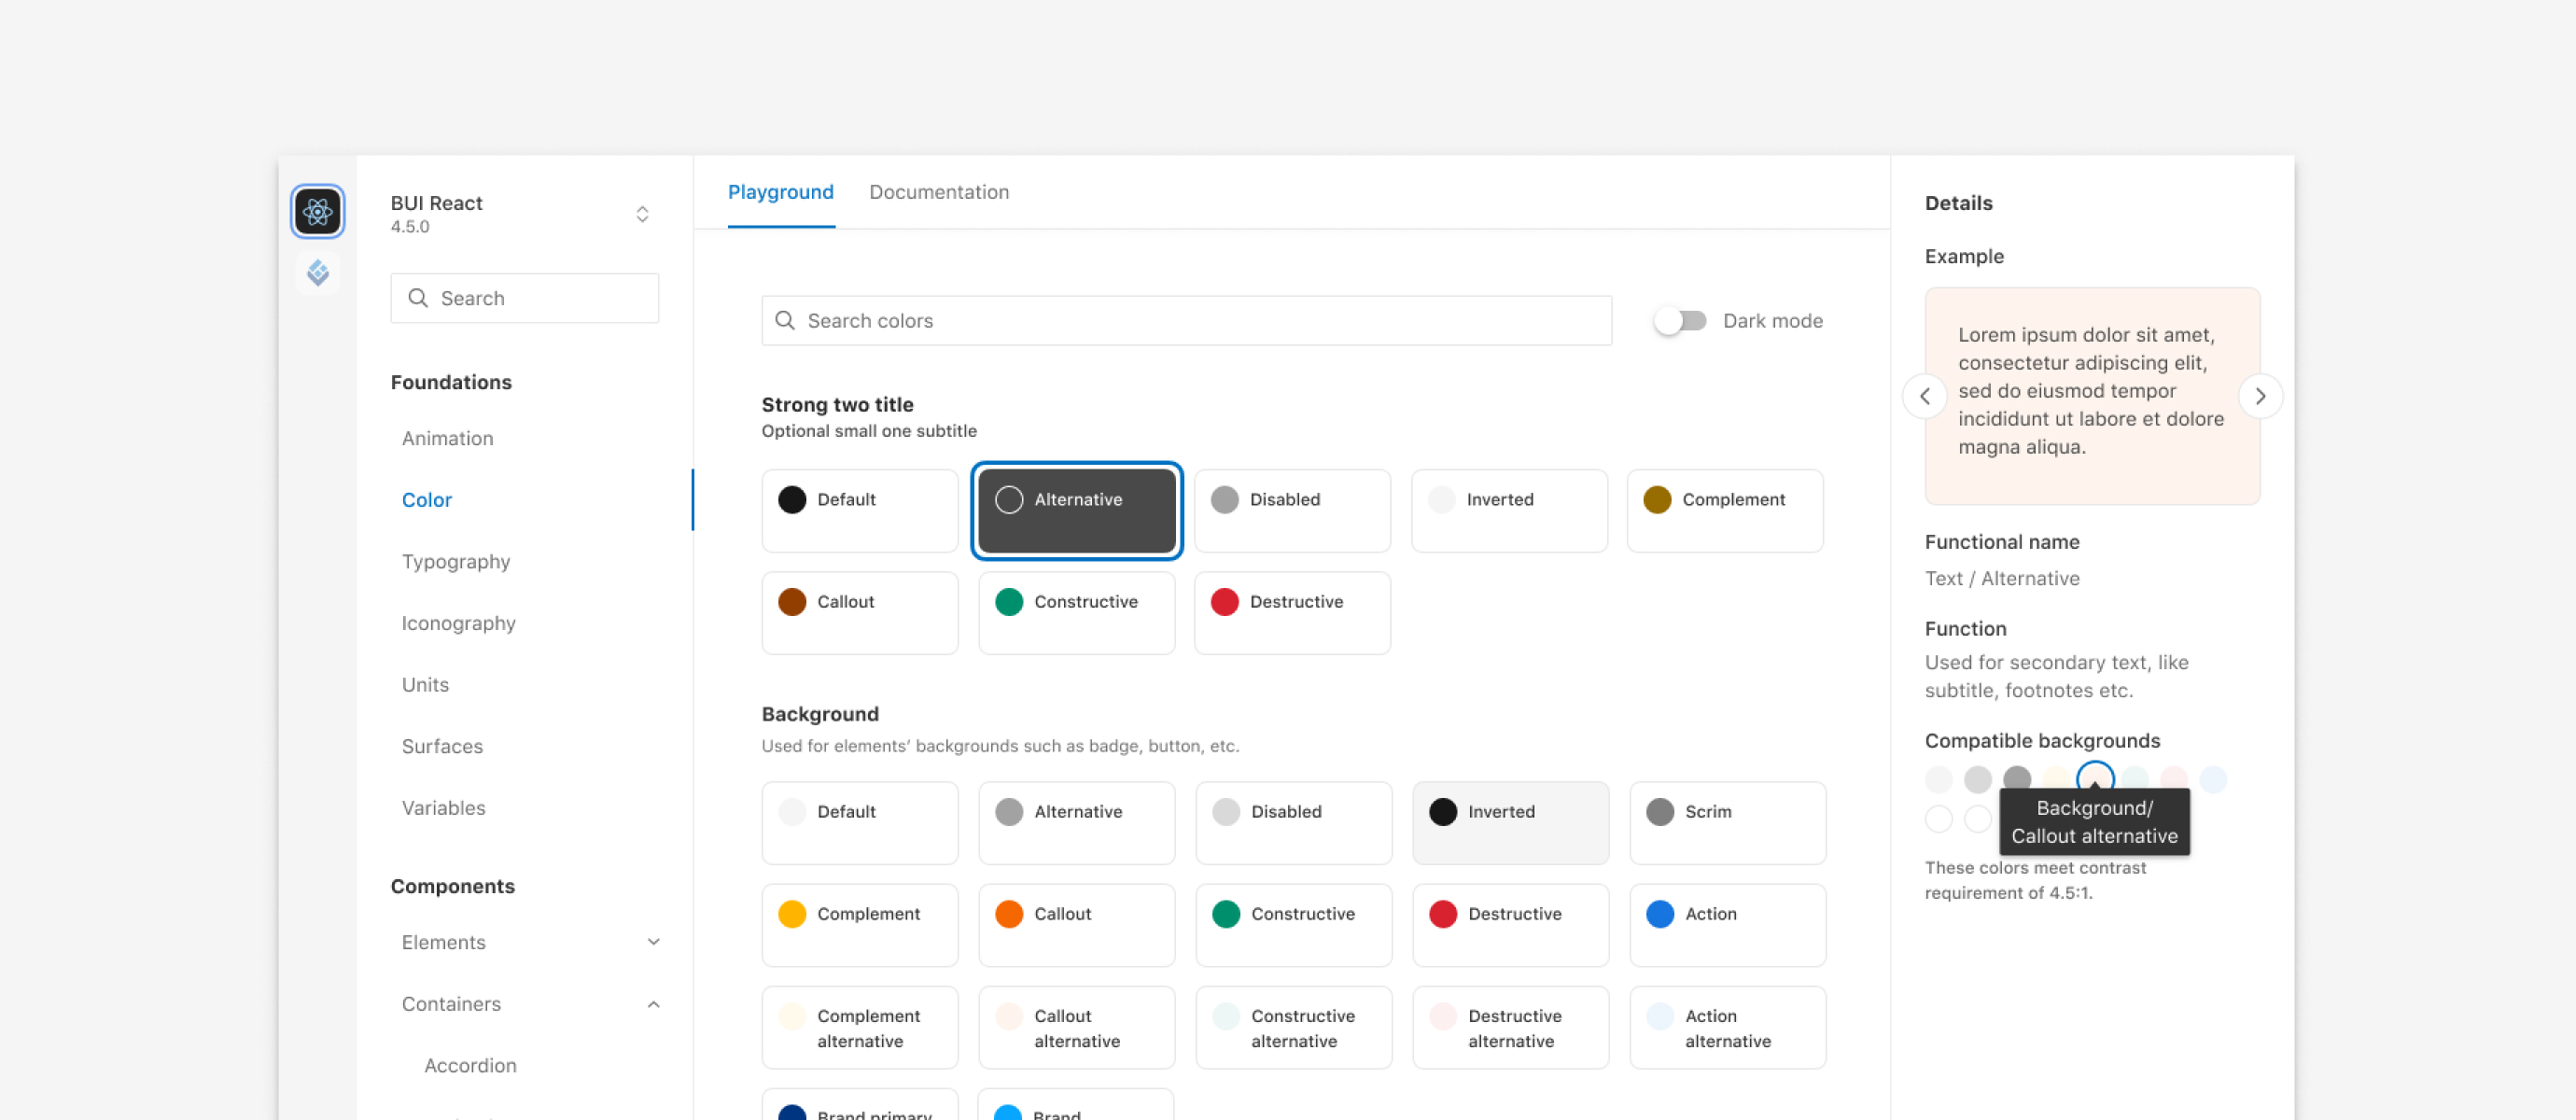 BUI React
4.5.0
Search
Foundations
Animation
Color
Typography
Iconography
Units
Surfaces
Variables
Components
Elements
Containers
Accordion
Playground
Documentation
Search colors
Dark mode
Strong two title
Optional small one subtitle
Default
Alternative
Disabled
Inverted
Complement
Callout
Constructive
Destructive
Background
Used for elements’ backgrounds such as badge, button, etc.
Default
Alternative
Disabled
Inverted
Scrim
Complement
Callout
Constructive
Destructive
Action
Complement
alternative
Callout
alternative
Constructive
alternative
Destructive
alternative
Action
alternative
Brand primary
Brand
Details
Example
Lorem ipsum dolor sit amet,
consectetur adipiscing elit,
sed do eiusmod tempor
incididunt ut labore et dolore
magna aliqua.
Functional name
Text / Alternative
Function
Used for secondary text, like
subtitle, footnotes etc.
Compatible backgrounds
Background/
Callout alternative
These colors meet contrast
requirement of 4.5:1.